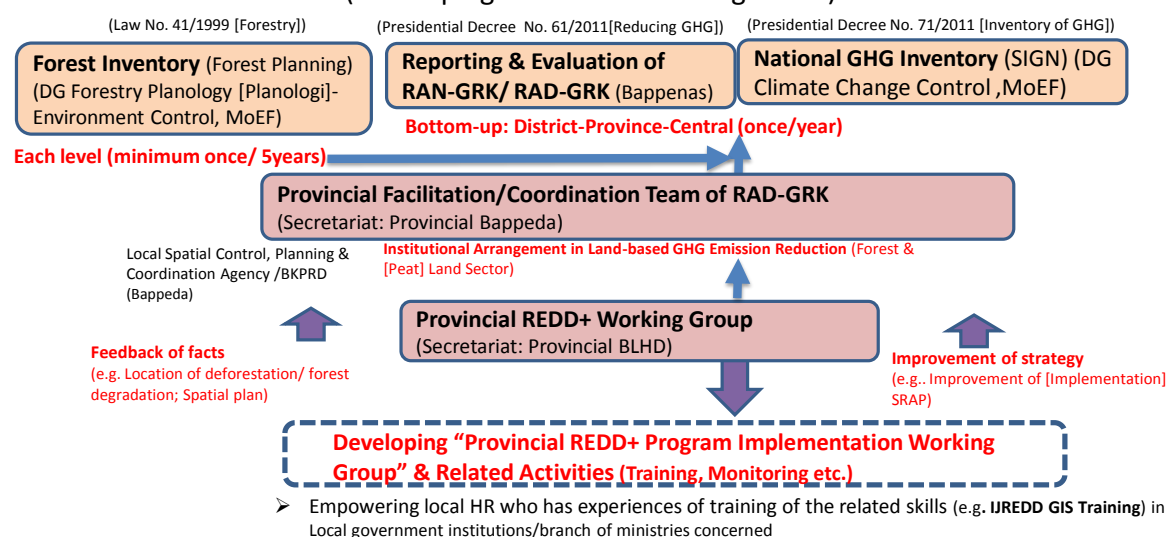 (Law No. 41/1999 [Forestry])
(Presidential Decree No. 61/2011[Reducing GHG])
(Presidential Decree No. 71/2011 [Inventory of GHG])
Forest Inventory (Forest Planning)
(DG Forestry Planology [Planologi]-
Environment Control, MoEF)
Reporting & Evaluation of
RAN-GRK/ RAD-GRK (Bappenas)
National GHG Inventory (SIGN) (DG
Climate Change Control ,MoEF)
Bottom-up: District-Province-Central (once/year)
Each level (minimum once/ 5years)
Provincial Facilitation/Coordination Team of RAD-GRK
(Secretariat: Provincial Bappeda)
Local Spatial Control, Planning &
Coordination Agency /BKPRD
(Bappeda)
Institutional Arrangement in Land-based GHG Emission Reduction (Forest &
[Peat] Land Sector)
Provincial REDD+ Working Group
(Secretariat: Provincial BLHD)
Feedback of facts
(e.g. Location of deforestation/ forest
degradation; Spatial plan)
Improvement of strategy
(e.g.. Improvement of [Implementation]
SRAP)
Developing “Provincial REDD+ Program Implementation Working
Group” & Related Activities (Training, Monitoring etc.)
➢ Empowering local HR who has experiences of training of the related skills (e.g. IJREDD GIS Training) in
Local government institutions/branch of ministries concerned